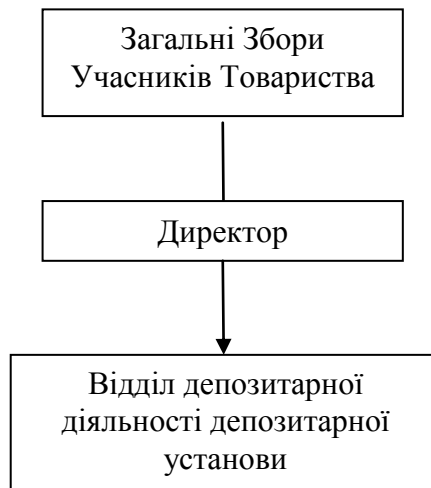 Загальні Збори
Учасників Товариства
Директор
Відділ депозитарної
діяльності депозитарної
установи